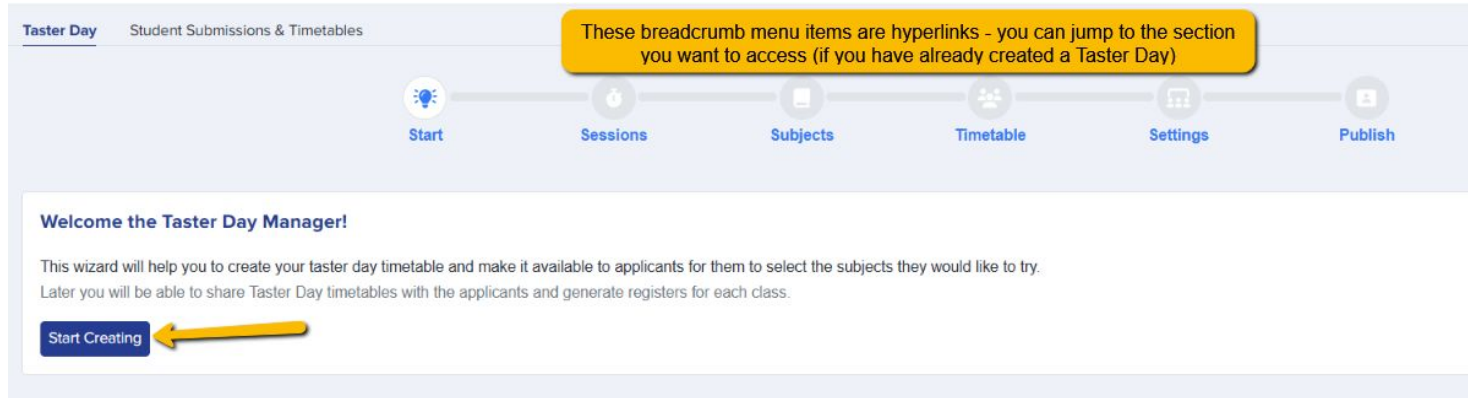 Taster Day Student Submissions & Timetables
These breadcrumb menu items are hyperlinks - you can jump to the section
you want to access (if you have already created a Taster Day)
Start Sessions Subjects Timetable Settings Publish
Welcome the Taster Day Manager!
This wizard will help you to create your taster day timetable and make it available to applicants for them to select the subjects they would like to try.
Later you will be able to share Taster Day timetables with the applicants and generate registers for each class.
Start Creating